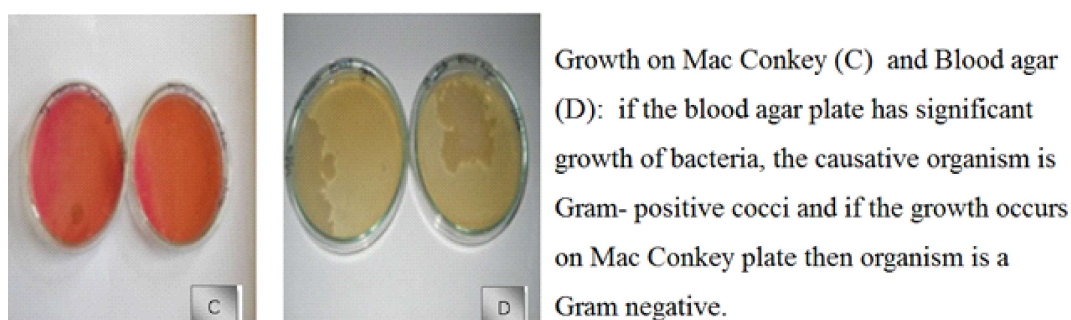 Growth on Mac Conkey (C) and Blood agar
(D): if the blood agar plate has significant
growth of bacteria, the causative organism is
Gram- positive cocci and if the growth occurs
on Mac Conkey plate then organism is a
Gram negative.
C
D